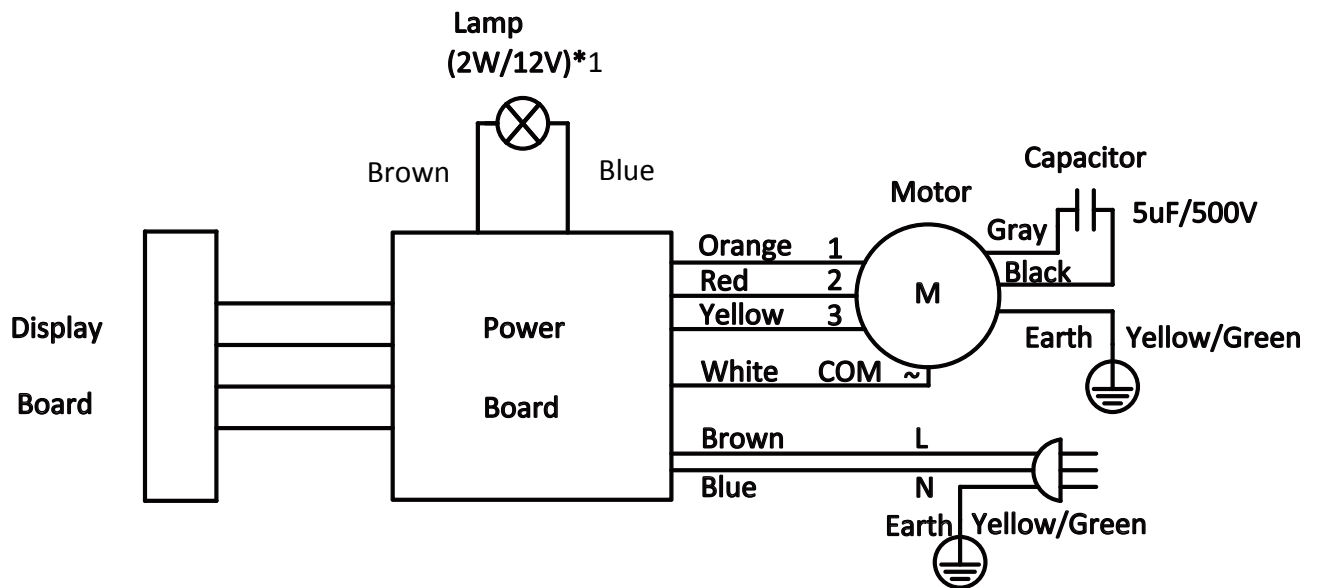 Lamp
(2W/12V)*1
Brown
Blue
Capacitor
5uF/500V
Motor
Gray
Black
Orange 1
Red 2
Yellow 3
M
Display
Board
Power
Board
Earth
Yellow/Green
White COM ~
Brown L
Blue N
Earth
Yellow/Green